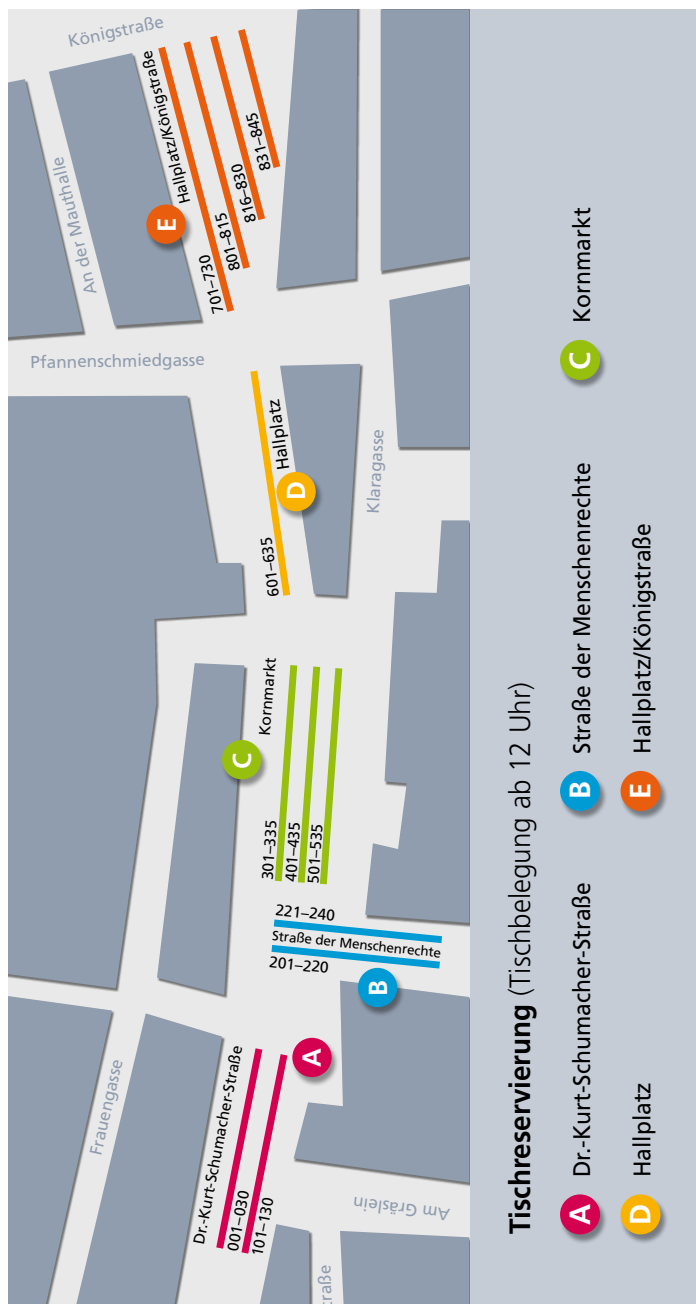 Königstraße
An der Mauthalle
Pfannenschmiedgasse
E
Hallplatz/Königstraße
701–730
801–815
816–830
831–845
D
Hallplatz
601–635
Klaragasse
C
Kornmarkt
301–335
401–435
501–535
221–240
Straße der Menschenrechte
201–220
B
Frauengasse
A
Dr.-Kurt-Schumacher-Straße
001–030
101–130
Am Gräslein
traße
Tischreservierung (Tischbelegung ab 12 Uhr)
A Dr.-Kurt-Schumacher-Straße B Straße der Menschenrechte C Kornmarkt
D Hallplatz E Hallplatz/Königstraße